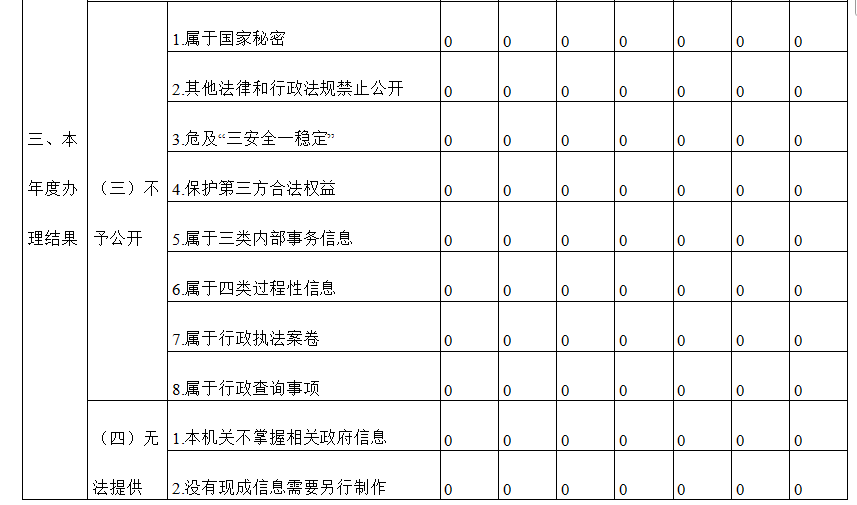 三、本
年度办
理结果
（三）不
予公开
1.属于国家秘密 0 0 0 0 0 0 0
2.其他法律和行政法规禁止公开 0 0 0 0 0 0 0
3.危及“三安全一稳定” 0 0 0 0 0 0 0
4.保护第三方合法权益 0 0 0 0 0 0 0
5.属于三类内部事务信息 0 0 0 0 0 0 0
6.属于四类过程性信息 0 0 0 0 0 0 0
7.属于行政执法案卷 0 0 0 0 0 0 0
8.属于行政查询事项 0 0 0 0 0 0 0
（四）无
法提供
1.本机关不掌握相关政府信息 0 0 0 0 0 0 0
2.没有现成信息需要另行制作 0 0 0 0 0 0 0